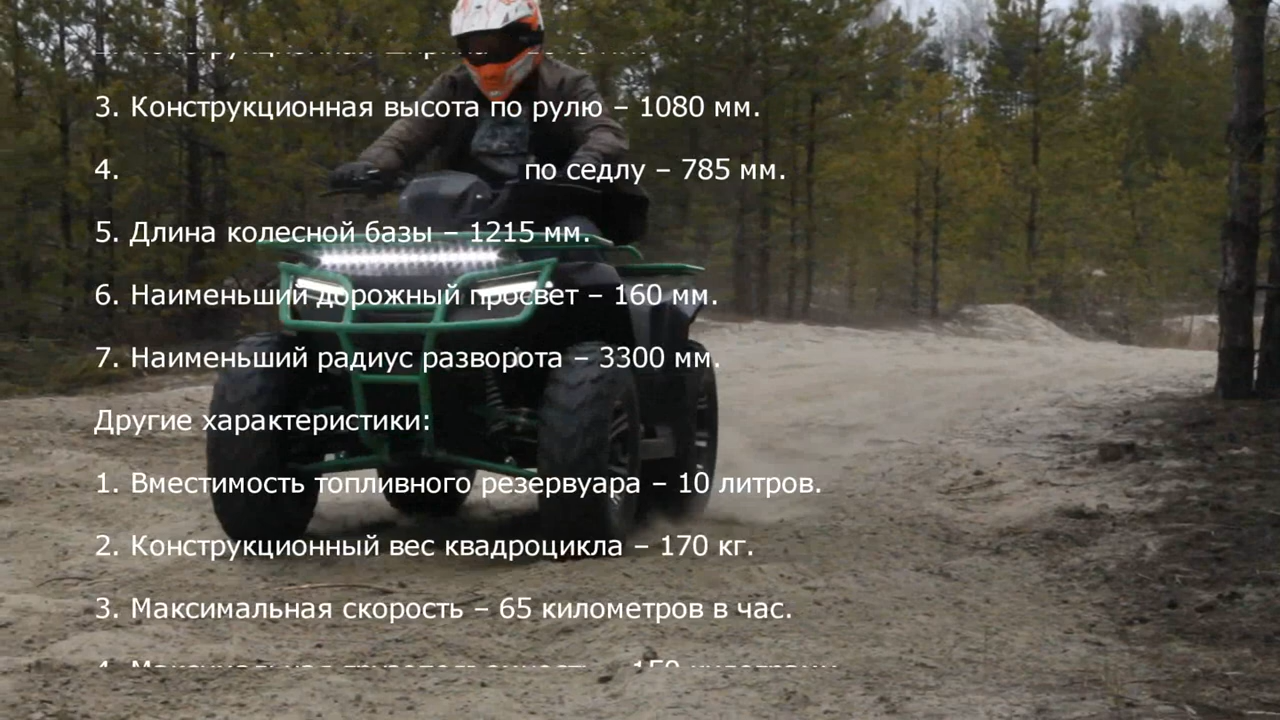 3. Конструкционная высота по рулю – 1080 мм.
4. по седлу – 785 мм.
5. Длина колесной базы – 1215 мм.
6. Наименьший дорожный просвет – 160 мм.
7. Наименьший радиус разворота – 3300 мм.
Другие характеристики:
1. Вместимость топливного резервуара – 10 литров.
2. Конструкционный вес квадроцикла – 170 кг.
3. Максимальная скорость – 65 километров в час.